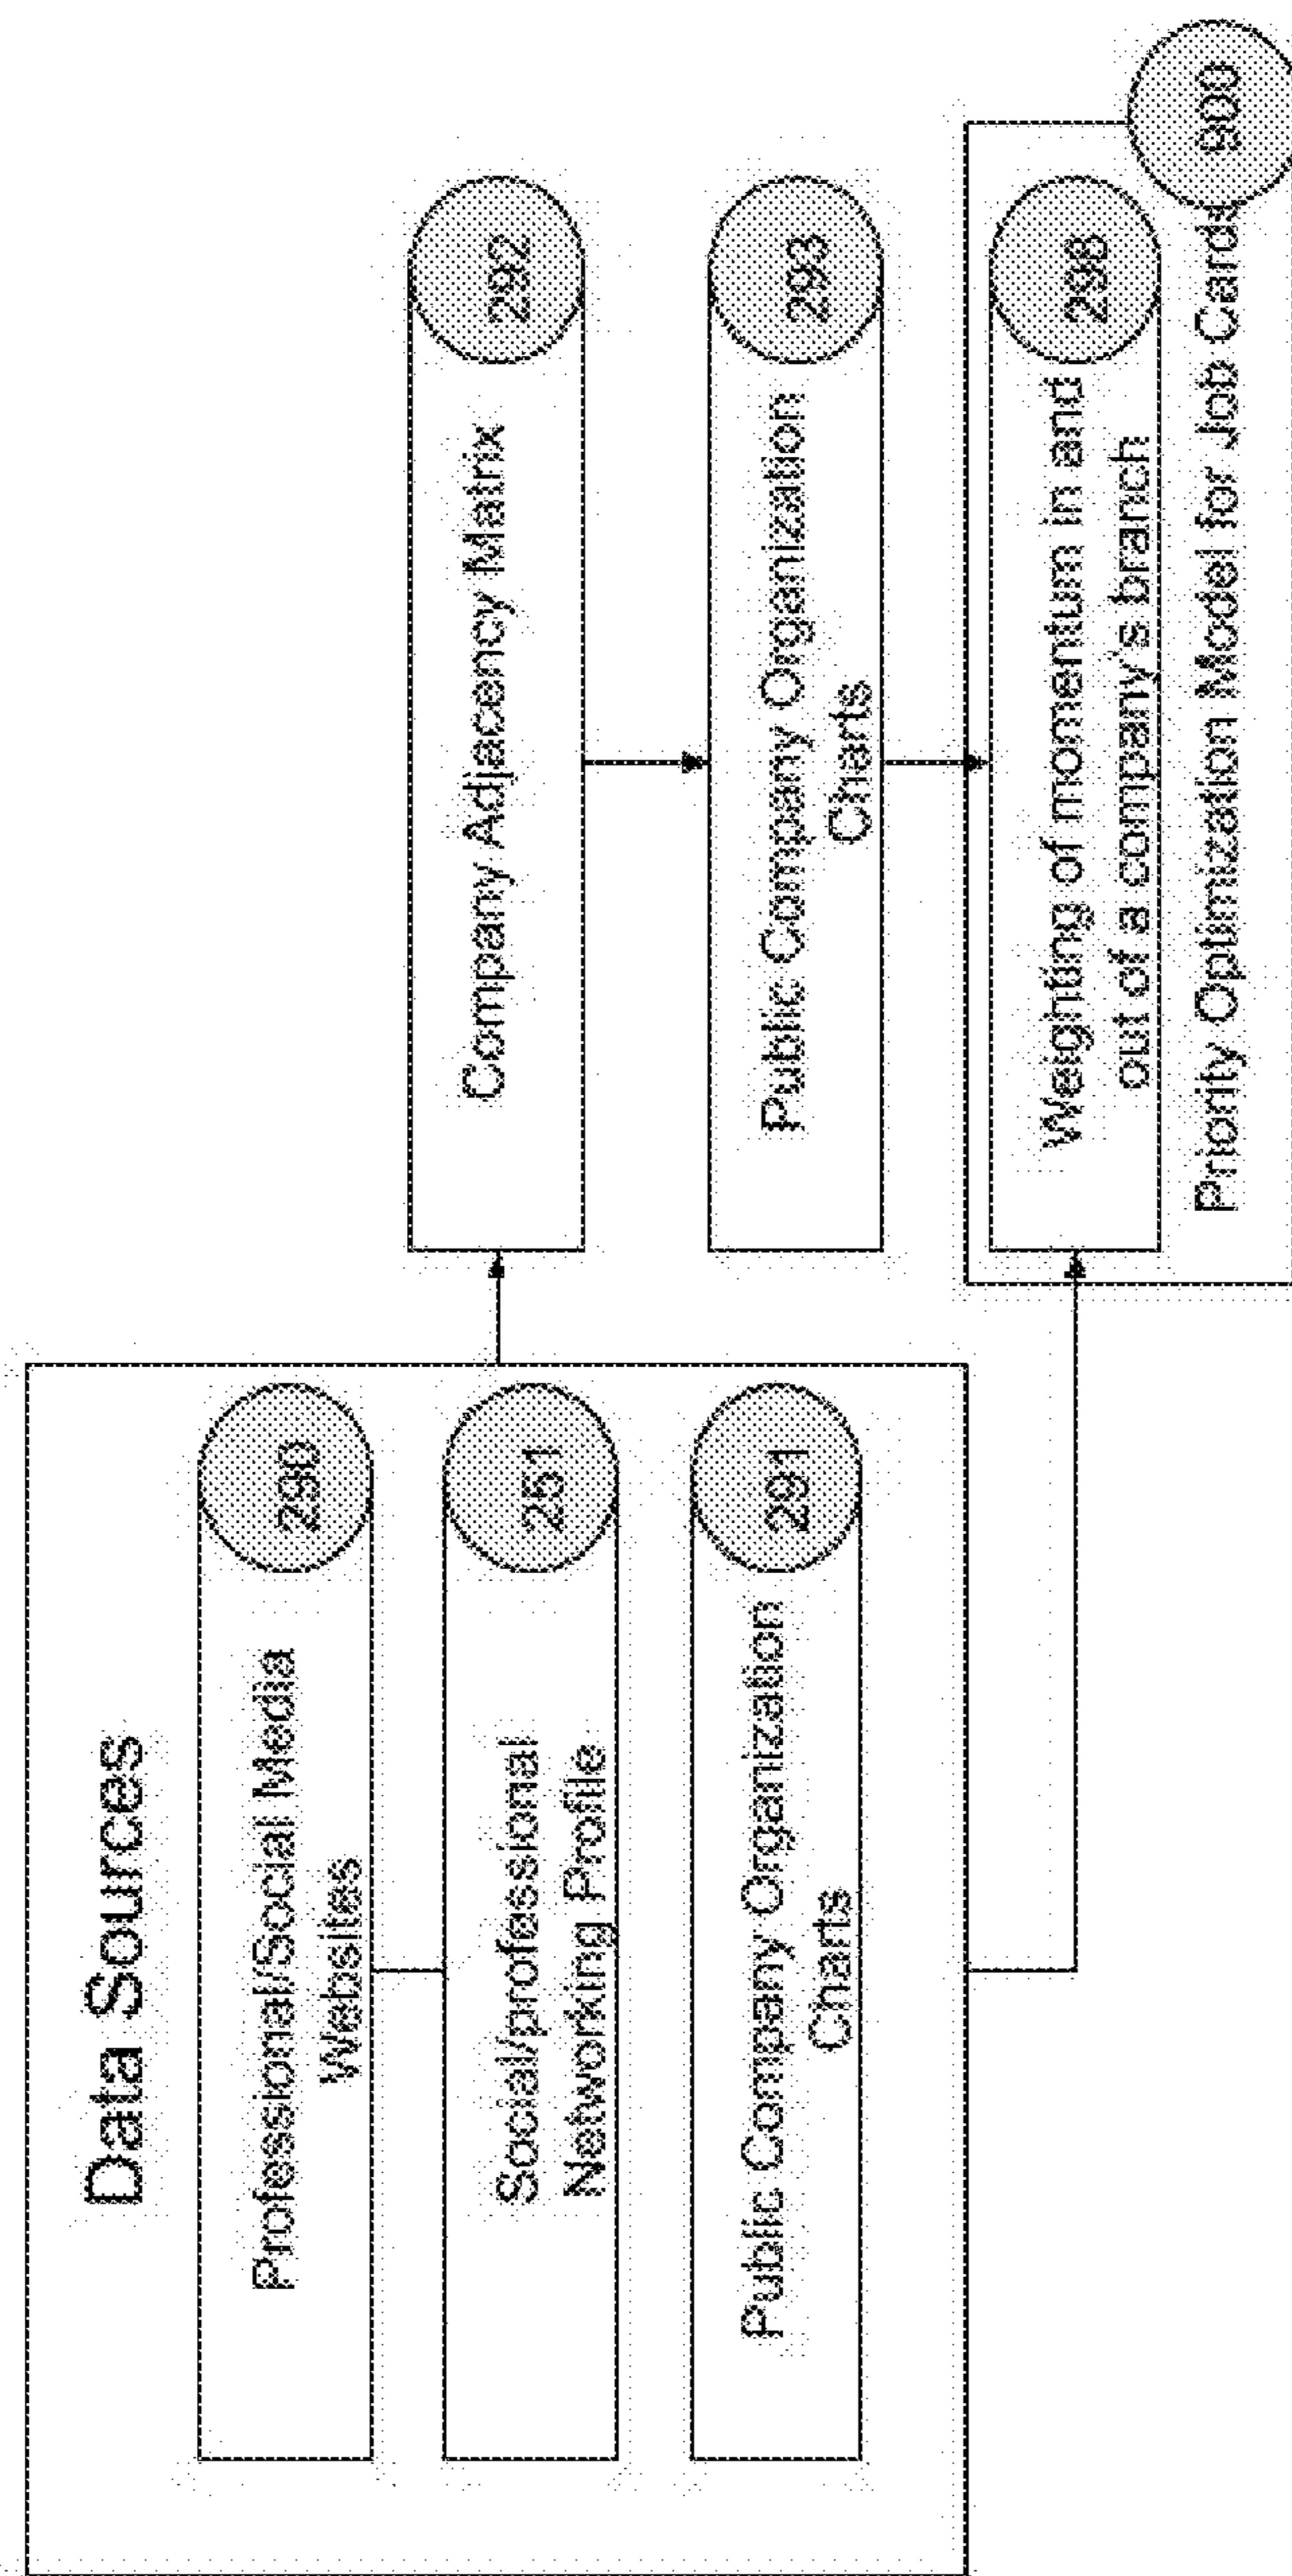 Data Sources
Professional/Social Media
Websites
290
Social/professional
Networking Profile
251
Public Company Organization
Charts
291
Company Adjacency Matrix
292
Public Company Organization
Charts
293
Weighting of momentum in and
out of a company's branch
298
Priority Optimization Model for Job Cards
900